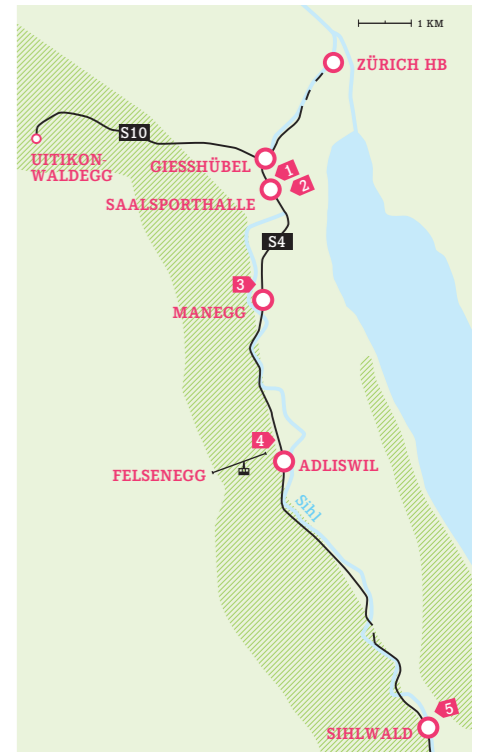 1 KM
ZÜRICH HB
S10
UITIKON-
WALDEGG
GIESSHÜBEL
1
2
SAALSPORTHALLE
S4
3
MANEGG
4
FELSENEGG
ADLISWIL
Sihl
5
SIHLWALD